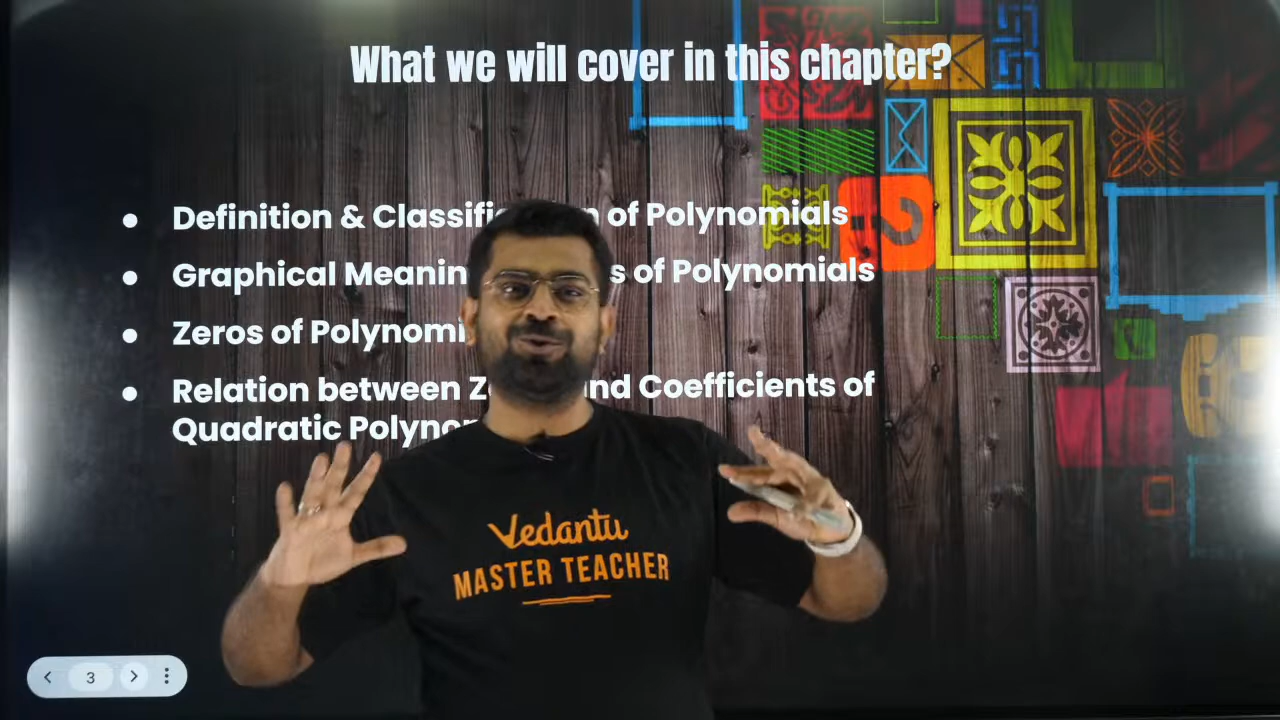 What we will cover in this chapter?
Definition & Classifi of Polynomials
Graphical Meanin s of Polynomials
Zeros of Polynomi
Relation between Z nd Coefficients of
Quadratic Polyno
Vedantu
MASTER TEACHER
3